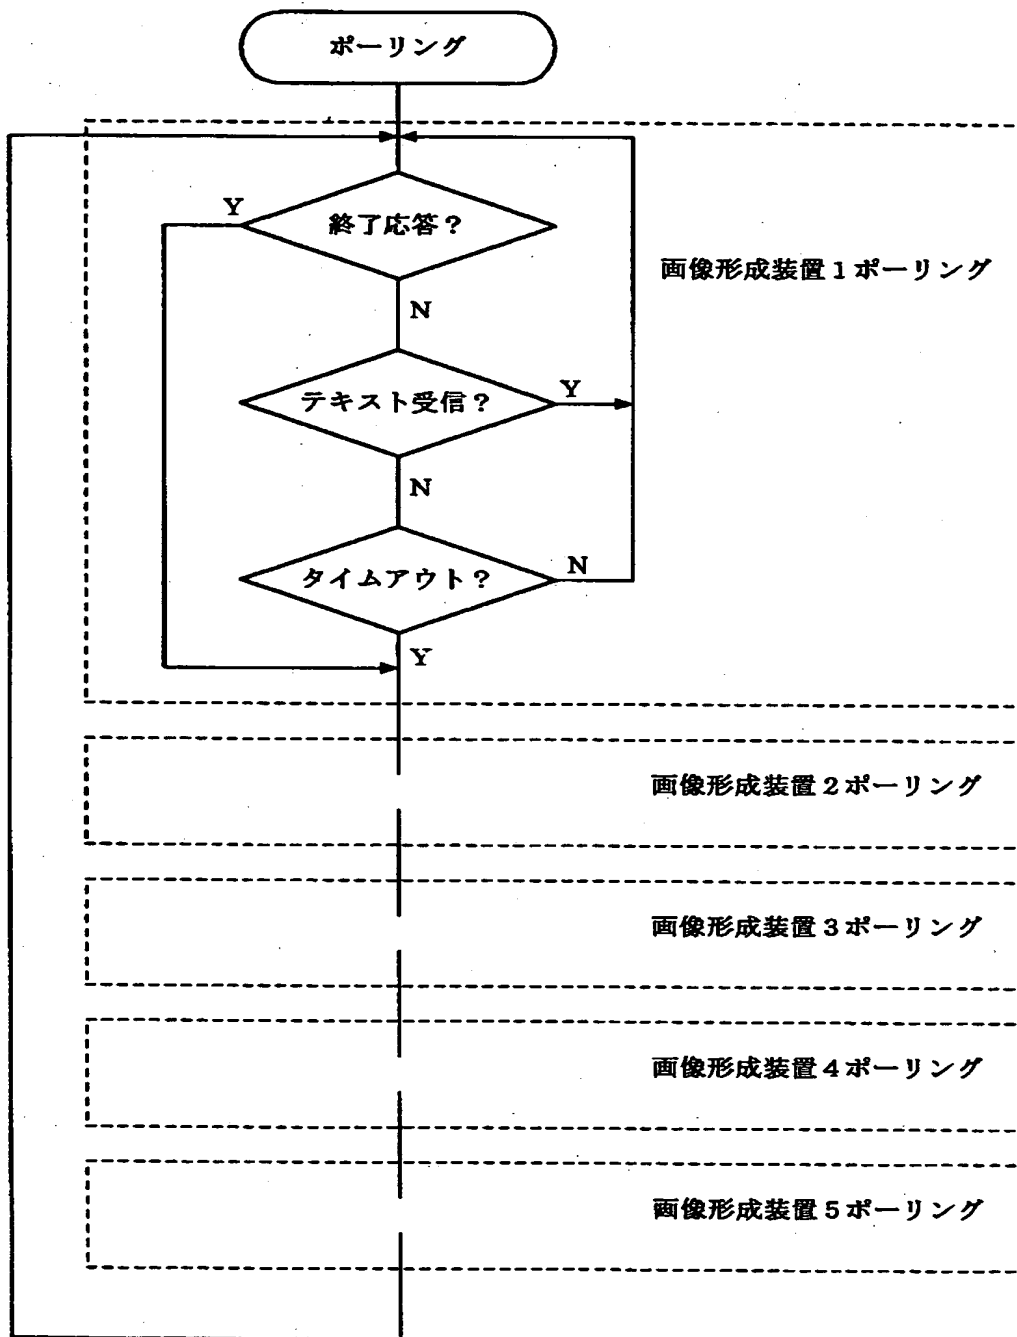 ポーリング
Y
終了応答?
画像形成装置1ポーリング
N
テキスト受信?
Y
N
タイムアウト?
N
Y
画像形成装置2ポーリング
画像形成装置3ポーリング
画像形成装置4ポーリング
画像形成装置5ポーリング